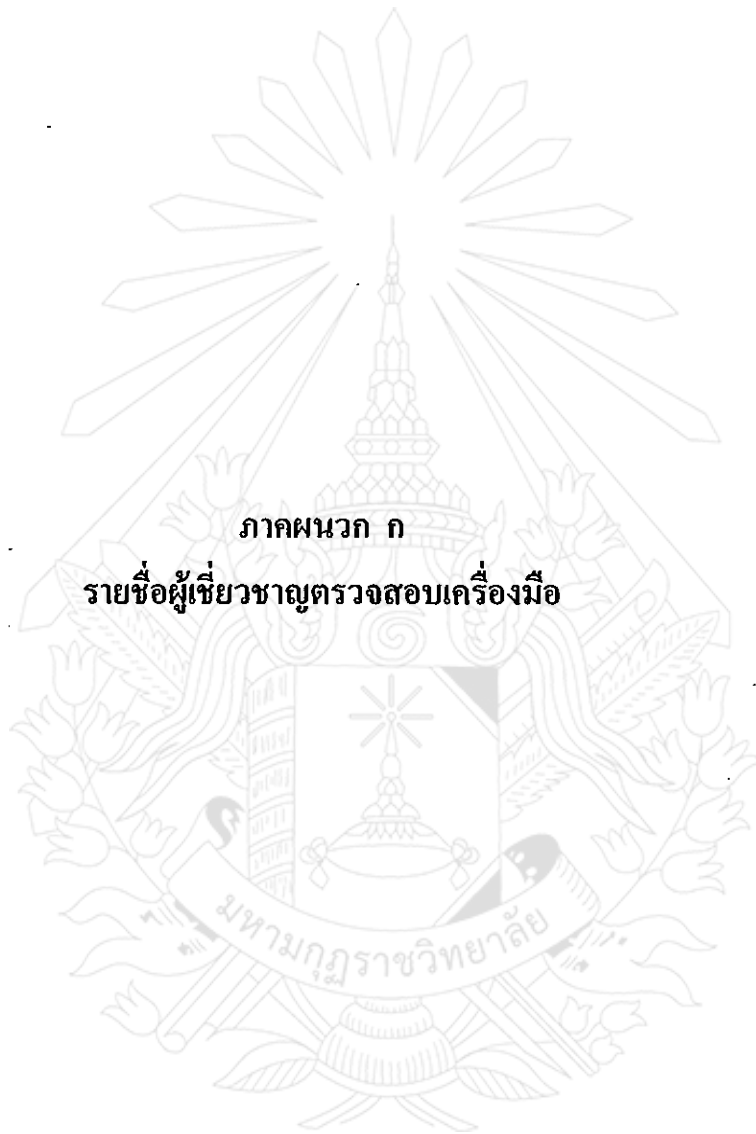 ภาคผนวก ก
รายชื่อผู้เชี่ยวชาญตรวจสอบเครื่องมือ
มหามกุฏราชวิทยาลัย